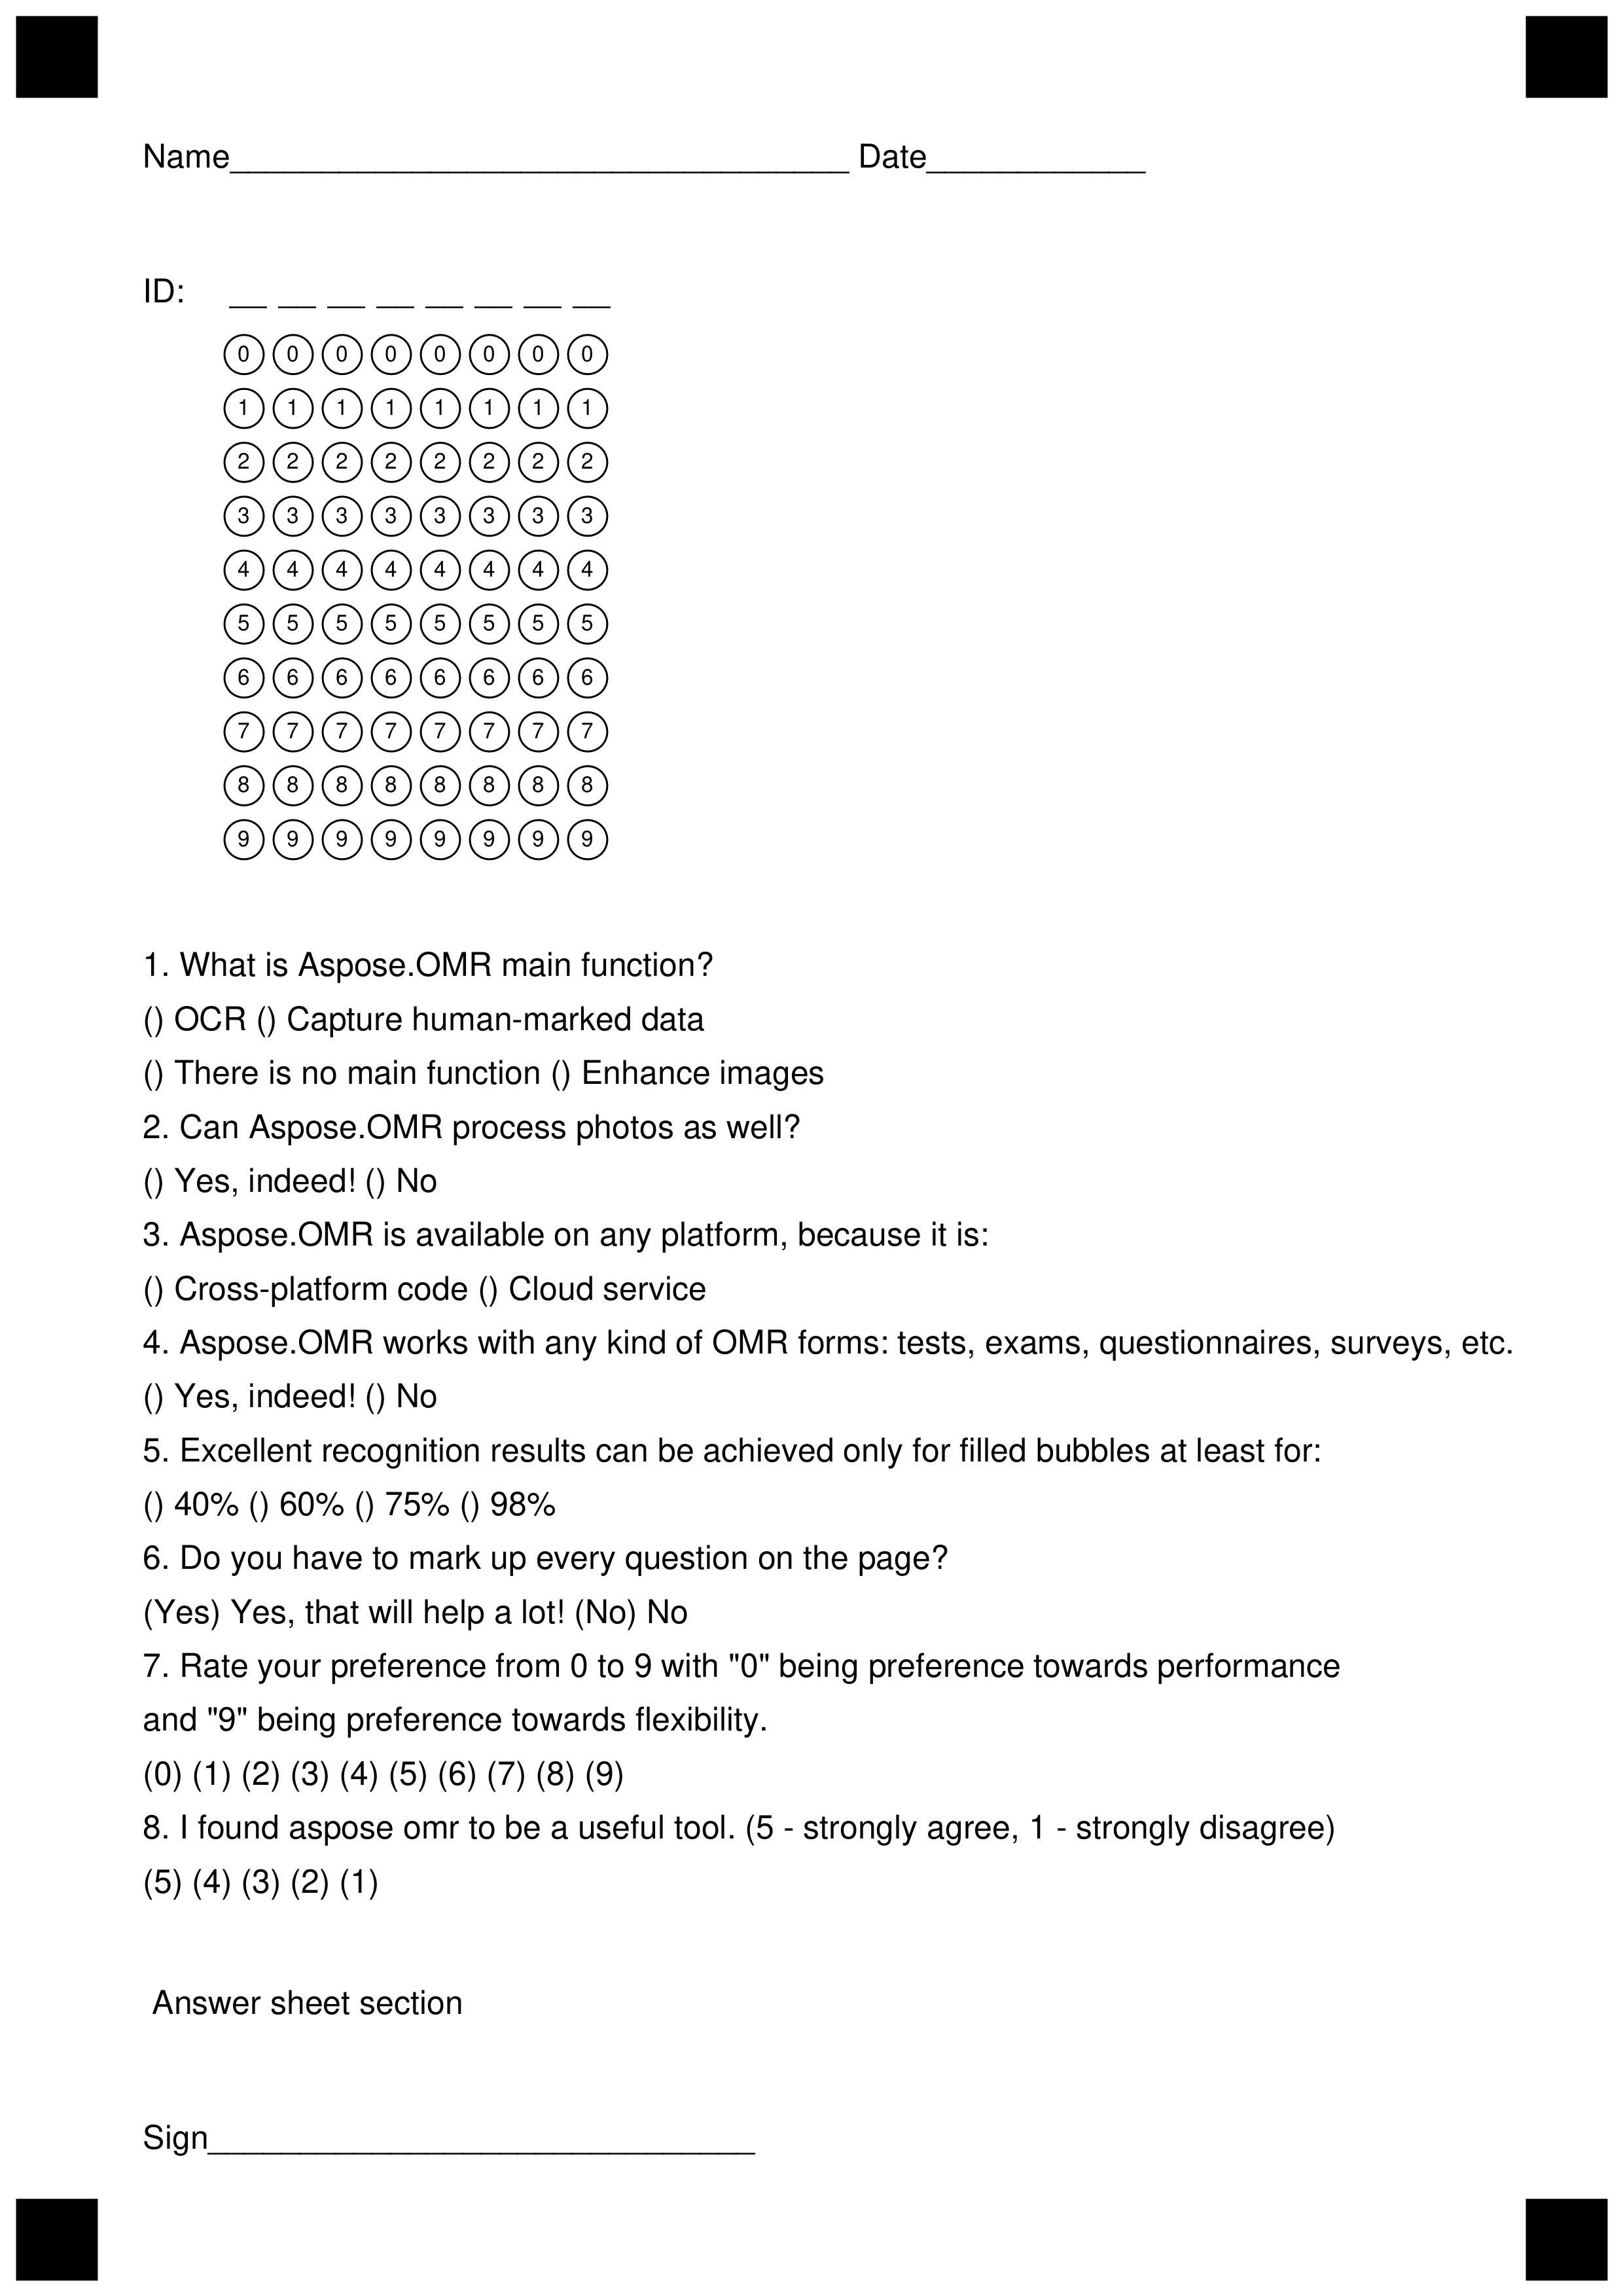 Name__________________________________ Date____________
ID: __ __ __ __ __ __ __ __
0 0 0 0 0 0 0 0
1 1 1 1 1 1 1 1
2 2 2 2 2 2 2 2
3 3 3 3 3 3 3 3
4 4 4 4 4 4 4 4
5 5 5 5 5 5 5 5
6 6 6 6 6 6 6 6
7 7 7 7 7 7 7 7
8 8 8 8 8 8 8 8
9 9 9 9 9 9 9 9
1. What is Aspose.OMR main function?
() OCR () Capture human-marked data
() There is no main function () Enhance images
2. Can Aspose.OMR process photos as well?
() Yes, indeed! () No
3. Aspose.OMR is available on any platform, because it is:
() Cross-platform code () Cloud service
4. Aspose.OMR works with any kind of OMR forms: tests, exams, questionnaires, surveys, etc.
() Yes, indeed! () No
5. Excellent recognition results can be achieved only for filled bubbles at least for:
() 40% () 60% () 75% () 98%
6. Do you have to mark up every question on the page?
(Yes) Yes, that will help a lot! (No) No
7. Rate your preference from 0 to 9 with "0" being preference towards performance
and "9" being preference towards flexibility.
(0) (1) (2) (3) (4) (5) (6) (7) (8) (9)
8. I found aspose omr to be a useful tool. (5 - strongly agree, 1 - strongly disagree)
(5) (4) (3) (2) (1)
Answer sheet section
Sign______________________________